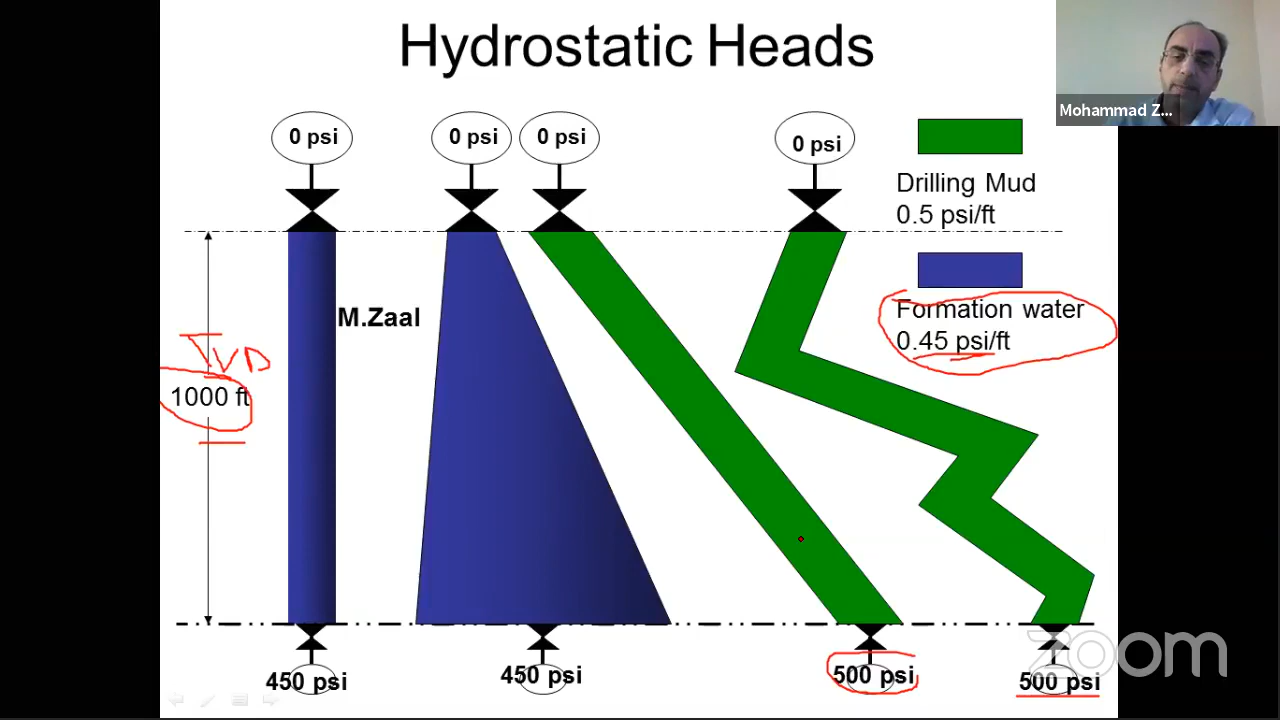 Hydrostatic Heads
Mohammad Z...
0 psi
0 psi
0 psi
0 psi
Drilling Mud
0.5 psi/ft
Formation water
0.45 psi/ft
M.Zaal
TVD
1000 ft
450 psi
450 psi
500 psi
500 psi
zoom